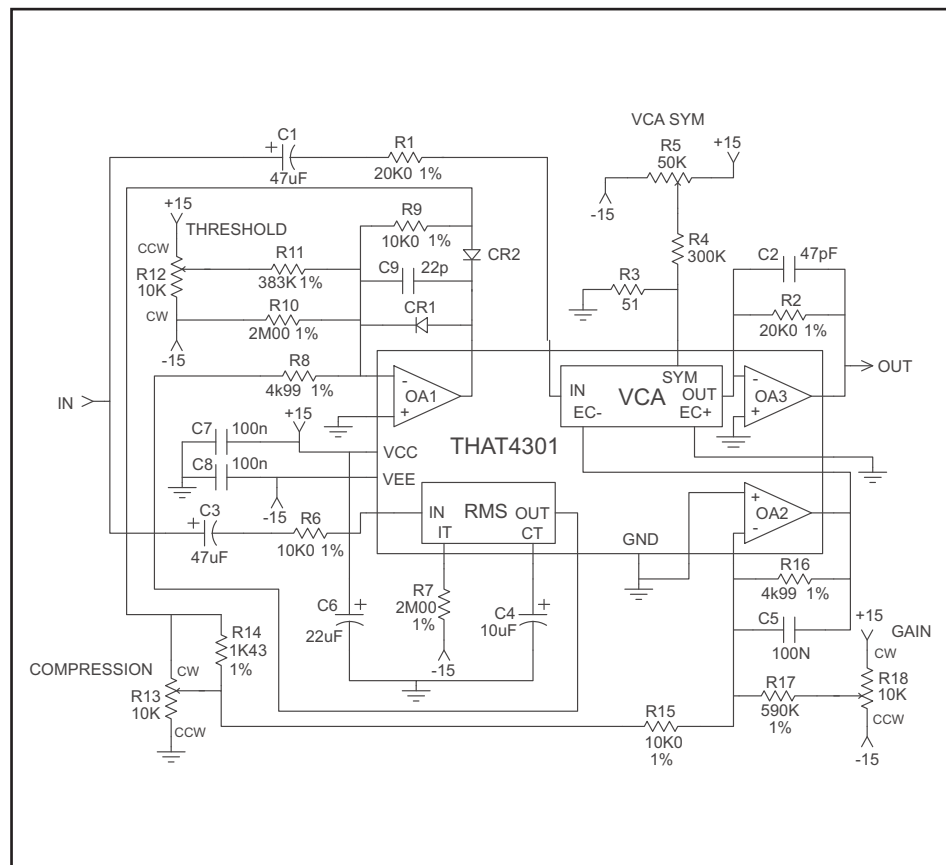 VCA SYM
C1
+
47uF
R1
20K0 1%
R5
50K
+15
-15
+15
THRESHOLD
CCW
R12
10K
CW
-15
R11
383K 1%
R10
2M00 1%
R9
10K0 1%
C9 22p
CR1
CR2
R4
300K
R3
51
C2 47pF
R2
20K0 1%
R8
4k99 1%
IN
-
+
OA1
IN
EC-
VCA
SYM
OUT
EC+
-
+
OA3
OUT
+15
C7 100n
C8 100n
-15
VCC
VEE
THAT4301
C3
+
47uF
R6
10K0 1%
IN
IT
RMS
OUT
CT
+
-
OA2
GND
R7
2M00
1%
-15
C6
22uF
+
C4
10uF
+
R16
4k99 1%
C5
100N
+15
GAIN
CW
R18
10K
CCW
-15
R17
590K
1%
R14
1K43
1%
COMPRESSION
CW
R13
10K
CCW
R15
10K0
1%